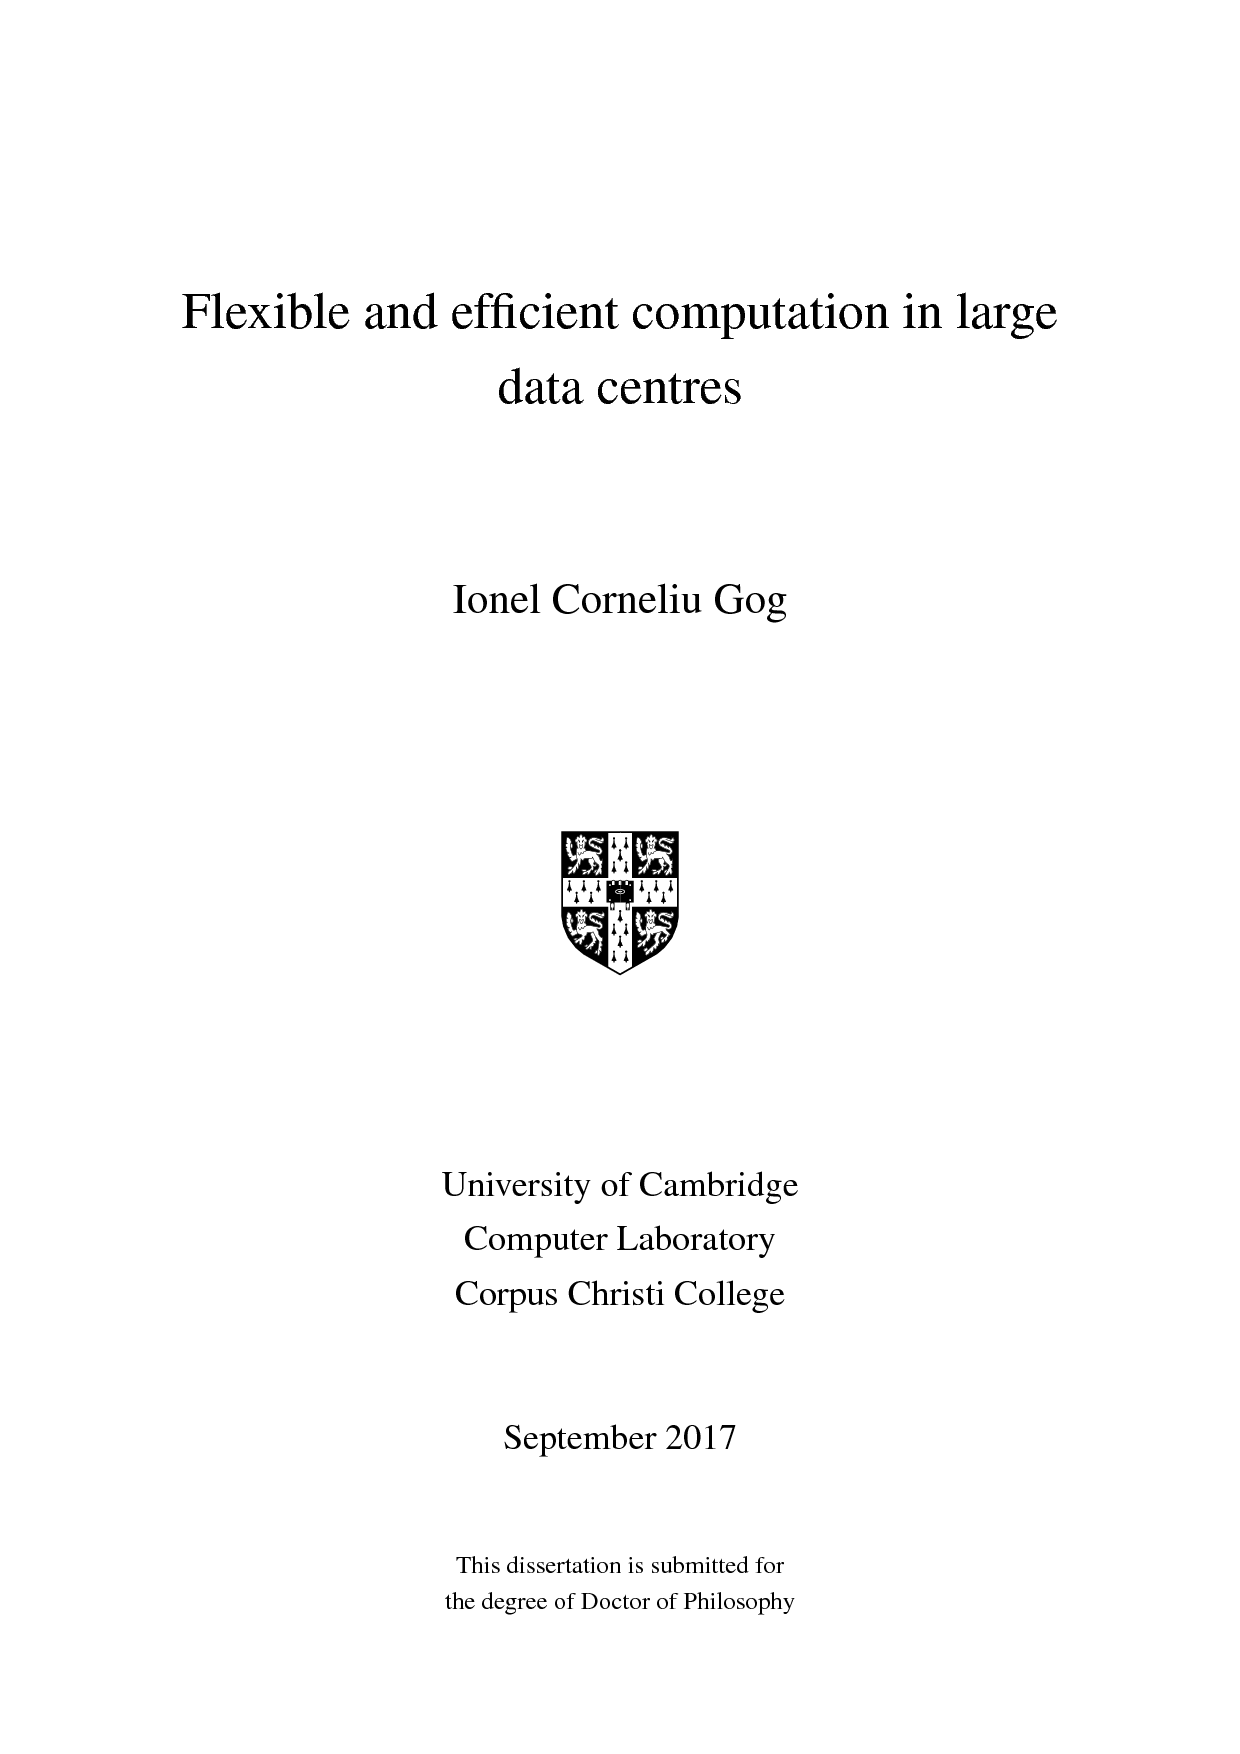 Flexible and efficient computation in large
data centres
Ionel Corneliu Gog
University of Cambridge
Computer Laboratory
Corpus Christi College
September 2017
This dissertation is submitted for
the degree of Doctor of Philosophy